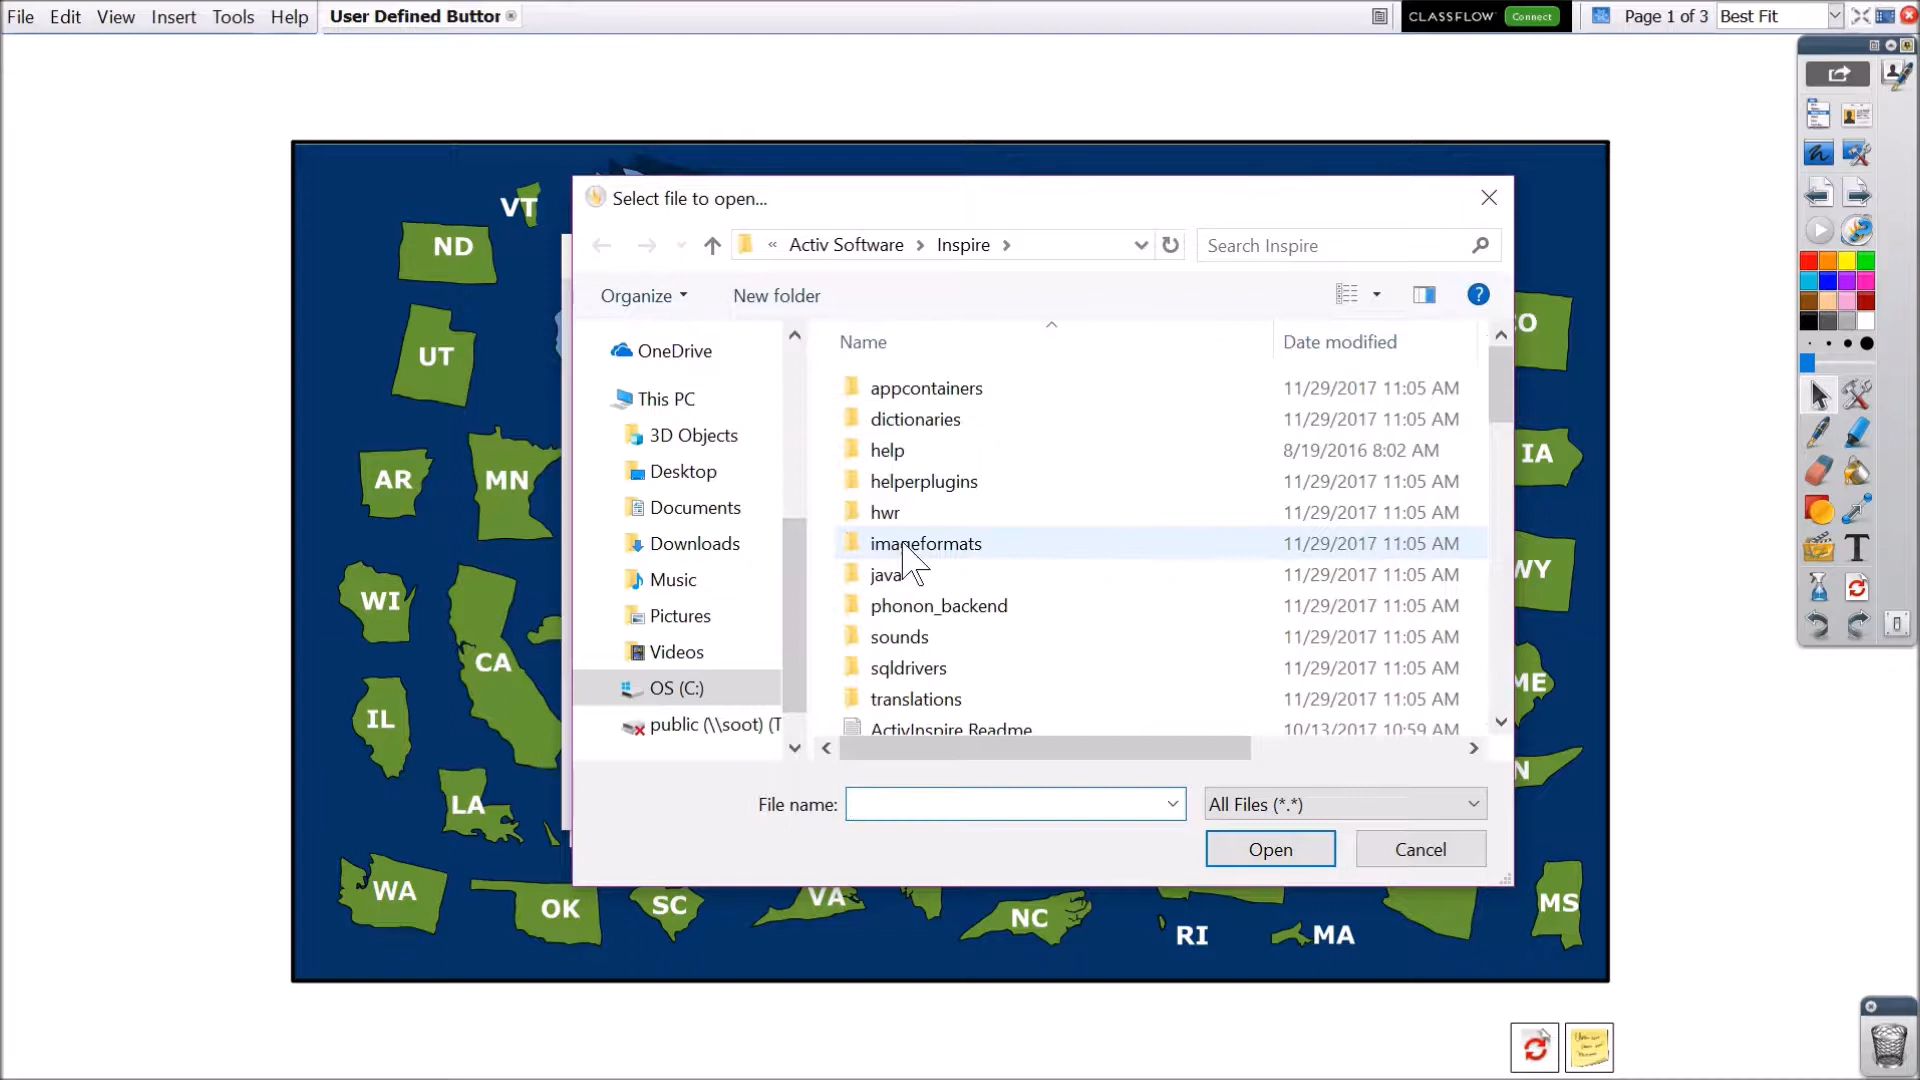 File Edit View Insert Tools Help
User Defined Button
CLASSFLOW Connect
Page 1 of 3 Best Fit
Select file to open...
« Activ Software > Inspire >
Search Inspire
Organize
New folder
OneDrive
This PC
3D Objects
Desktop
Documents
Downloads
Music
Pictures
Videos
OS (C:)
public (\\soot) (T
Name Date modified
appcontainers 11/29/2017 11:05 AM
dictionaries 11/29/2017 11:05 AM
help 8/19/2016 8:02 AM
helperplugins 11/29/2017 11:05 AM
hwr 11/29/2017 11:05 AM
imageformats 11/29/2017 11:05 AM
java 11/29/2017 11:05 AM
phonon_backend 11/29/2017 11:05 AM
sounds 11/29/2017 11:05 AM
sqldrivers 11/29/2017 11:05 AM
translations 11/29/2017 11:05 AM
ActivInspire Readme 10/13/2017 10:59 AM
File name:
All Files (*.*)
Open
Cancel
VT
ND
UT
AR
MN
WI
CA
IL
LA
WA
OK
SC
VA
NC
RI
MA
MS
CO
IA
WY
ME
N
T